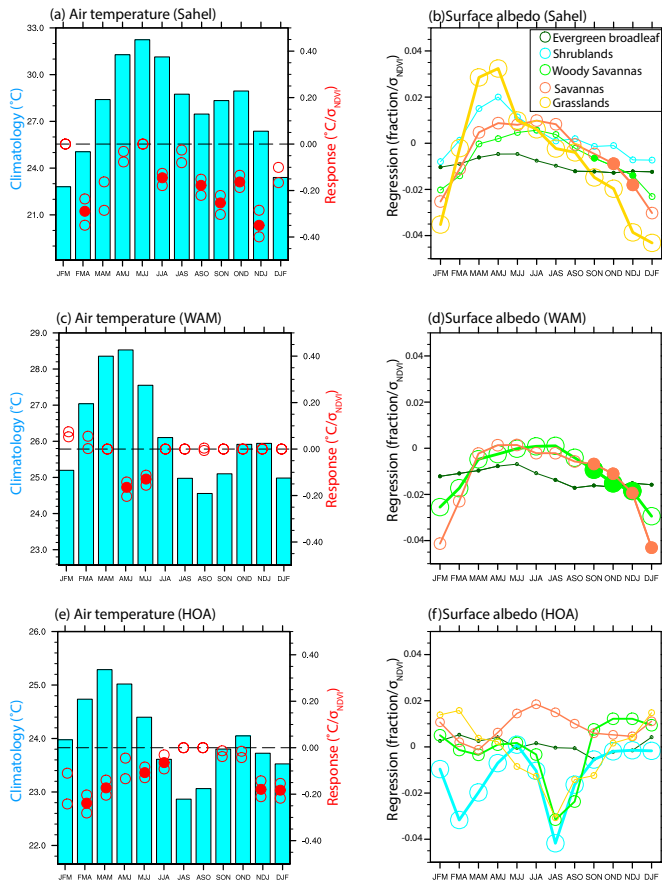 (a) Air temperature (Sahel)
33.0
30.0
27.0
24.0
21.0
0.40
0.20
0.00
-0.20
-0.40
Climatology (°C)
Response (°C/σNDVI)
JFM FMA MAM AMJ MJJ JJA JAS ASO SON OND NDJ DJF
(b)Surface albedo (Sahel)
Evergreen broadleaf
Shrublands
Woody Savannas
Savannas
Grasslands
0.04
0.02
0
-0.02
-0.04
Regression (fraction/σNDVI)
JFM FMA MAM AMJ MJJ JJA JAS ASO SON OND NDJ DJF
(c) Air temperature (WAM)
29.0
28.0
27.0
26.0
25.0
24.0
23.0
0.40
0.20
0.00
-0.20
-0.40
Climatology (°C)
Response (°C/σNDVI)
JFM FMA MAM AMJ MJJ JJA JAS ASO SON OND NDJ DJF
(d)Surface albedo (WAM)
0.04
0.02
0
-0.02
-0.04
Regression (fraction/σNDVI)
JFM FMA MAM AMJ MJJ JJA JAS ASO SON OND NDJ DJF
(e) Air temperature (HOA)
26.0
25.0
24.0
23.0
22.0
0.40
0.20
0.00
-0.20
-0.40
Climatology (°C)
Response (°C/σNDVI)
JFM FMA MAM AMJ MJJ JJA JAS ASO SON OND NDJ DJF
(f)Surface albedo (HOA)
0.04
0.02
0
-0.02
-0.04
Regression (fraction/σNDVI)
JFM FMA MAM AMJ MJJ JJA JAS ASO SON OND NDJ DJF